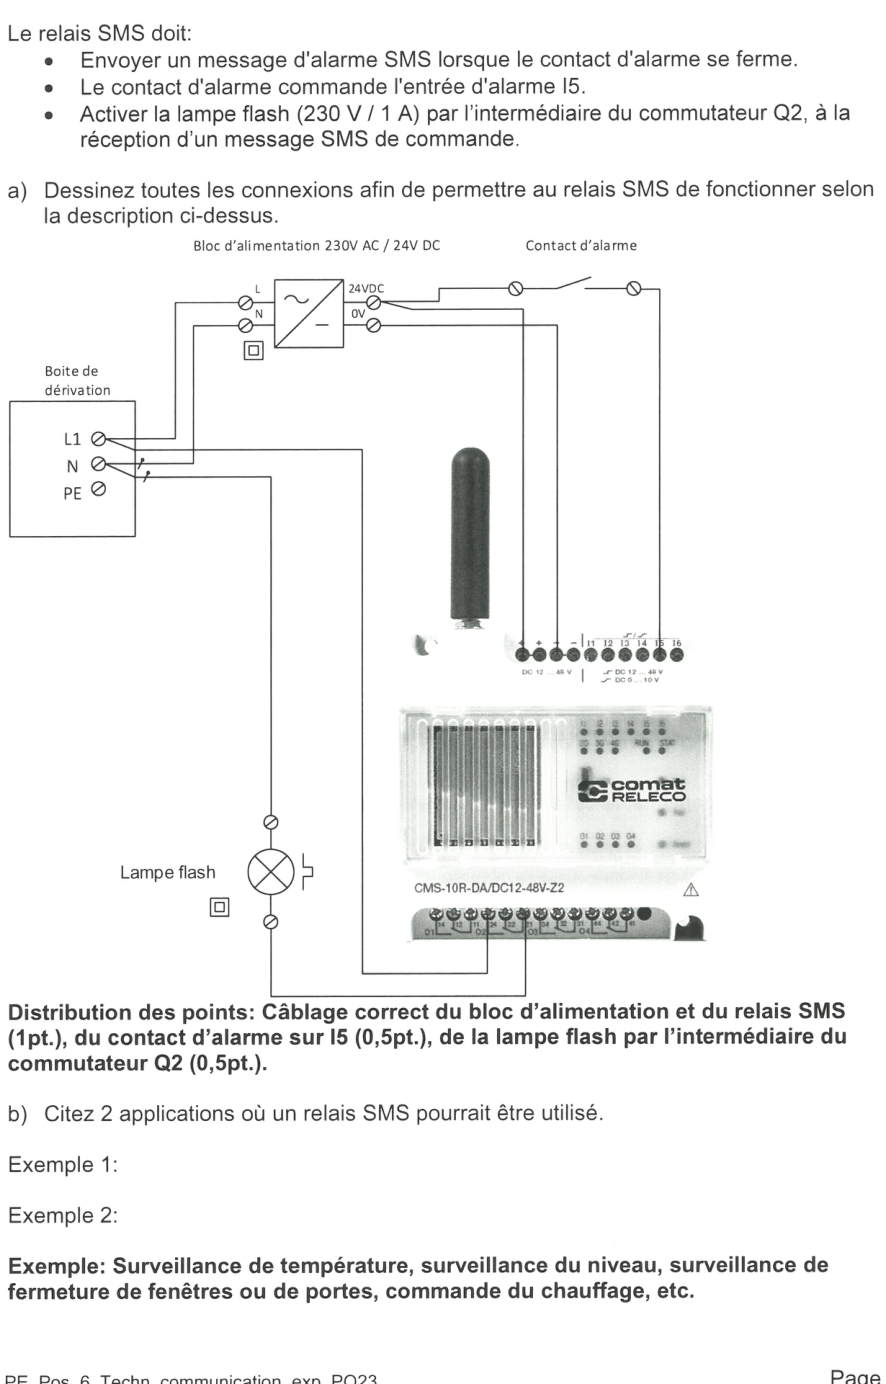 Le relais SMS doit:
• Envoyer un message d'alarme SMS lorsque le contact d'alarme se ferme.
• Le contact d'alarme commande l'entrée d'alarme I5.
• Activer la lampe flash (230 V / 1 A) par l'intermédiaire du commutateur Q2, à la
réception d'un message SMS de commande.
a) Dessinez toutes les connexions afin de permettre au relais SMS de fonctionner selon
la description ci-dessus.
Bloc d'alimentation 230V AC / 24V DC
Contact d'alarme
L
24VDC
N
0V
Boite de
dérivation
L1
N
PE
+ + - - I1 I2 I3 I4 I5 I6
DC 12 ... 48 V
DC 12 ... 48 V
DC 0 ... 10 V
I1 I2 I3 I4 I5 I6
2G 3G 4G RUN STAT
comat
RELECO
O1 O2 O3 O4
Lampe flash
CMS-10R-DA/DC12-48V-Z2
14 12 11 24 22 21 34 32 31 44 42 41
O1 O2 O3 O4
Distribution des points: Câblage correct du bloc d'alimentation et du relais SMS
(1pt.), du contact d'alarme sur I5 (0,5pt.), de la lampe flash par l'intermédiaire du
commutateur Q2 (0,5pt.).
b) Citez 2 applications où un relais SMS pourrait être utilisé.
Exemple 1:
Exemple 2:
Exemple: Surveillance de température, surveillance du niveau, surveillance de
fermeture de fenêtres ou de portes, commande du chauffage, etc.
PE Pos 6 Techn communication exp PQ23
Page